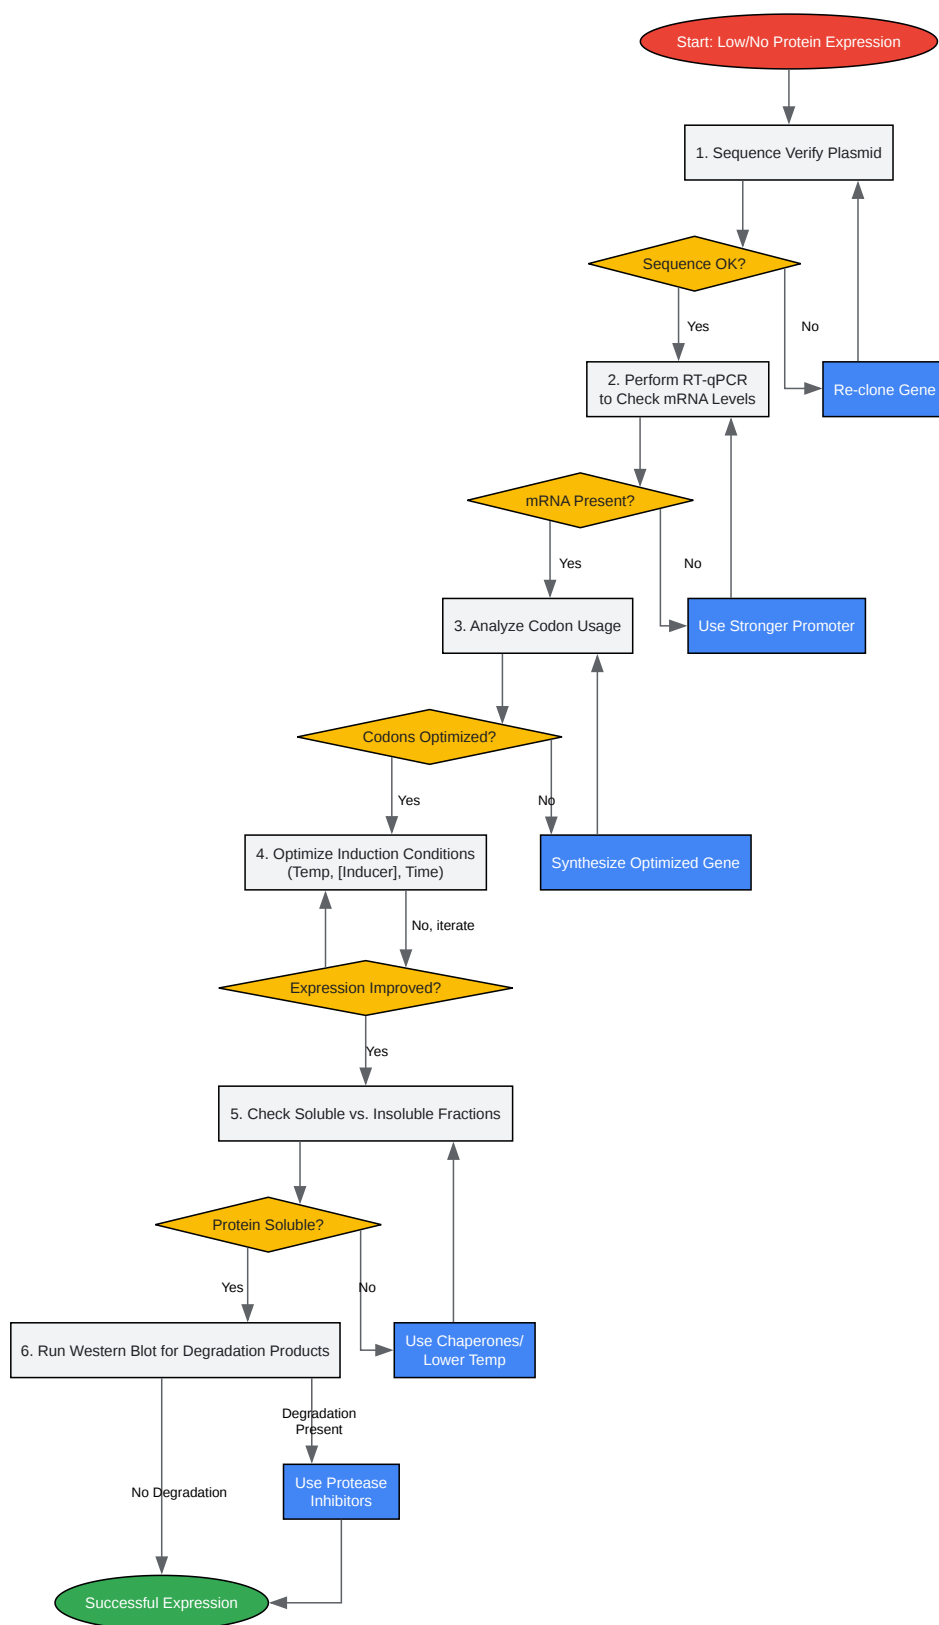 Start: Low/No Protein Expression
1. Sequence Verify Plasmid
Sequence OK?
Yes
No
2. Perform RT-qPCR
to Check mRNA Levels
Re-clone Gene
mRNA Present?
Yes
No
3. Analyze Codon Usage
Use Stronger Promoter
Codons Optimized?
Yes
No
4. Optimize Induction Conditions
(Temp, [Inducer], Time)
Synthesize Optimized Gene
No, iterate
Expression Improved?
Yes
5. Check Soluble vs. Insoluble Fractions
Protein Soluble?
Yes
No
6. Run Western Blot for Degradation Products
Use Chaperones/
Lower Temp
Degradation
Present
No Degradation
Use Protease
Inhibitors
Successful Expression